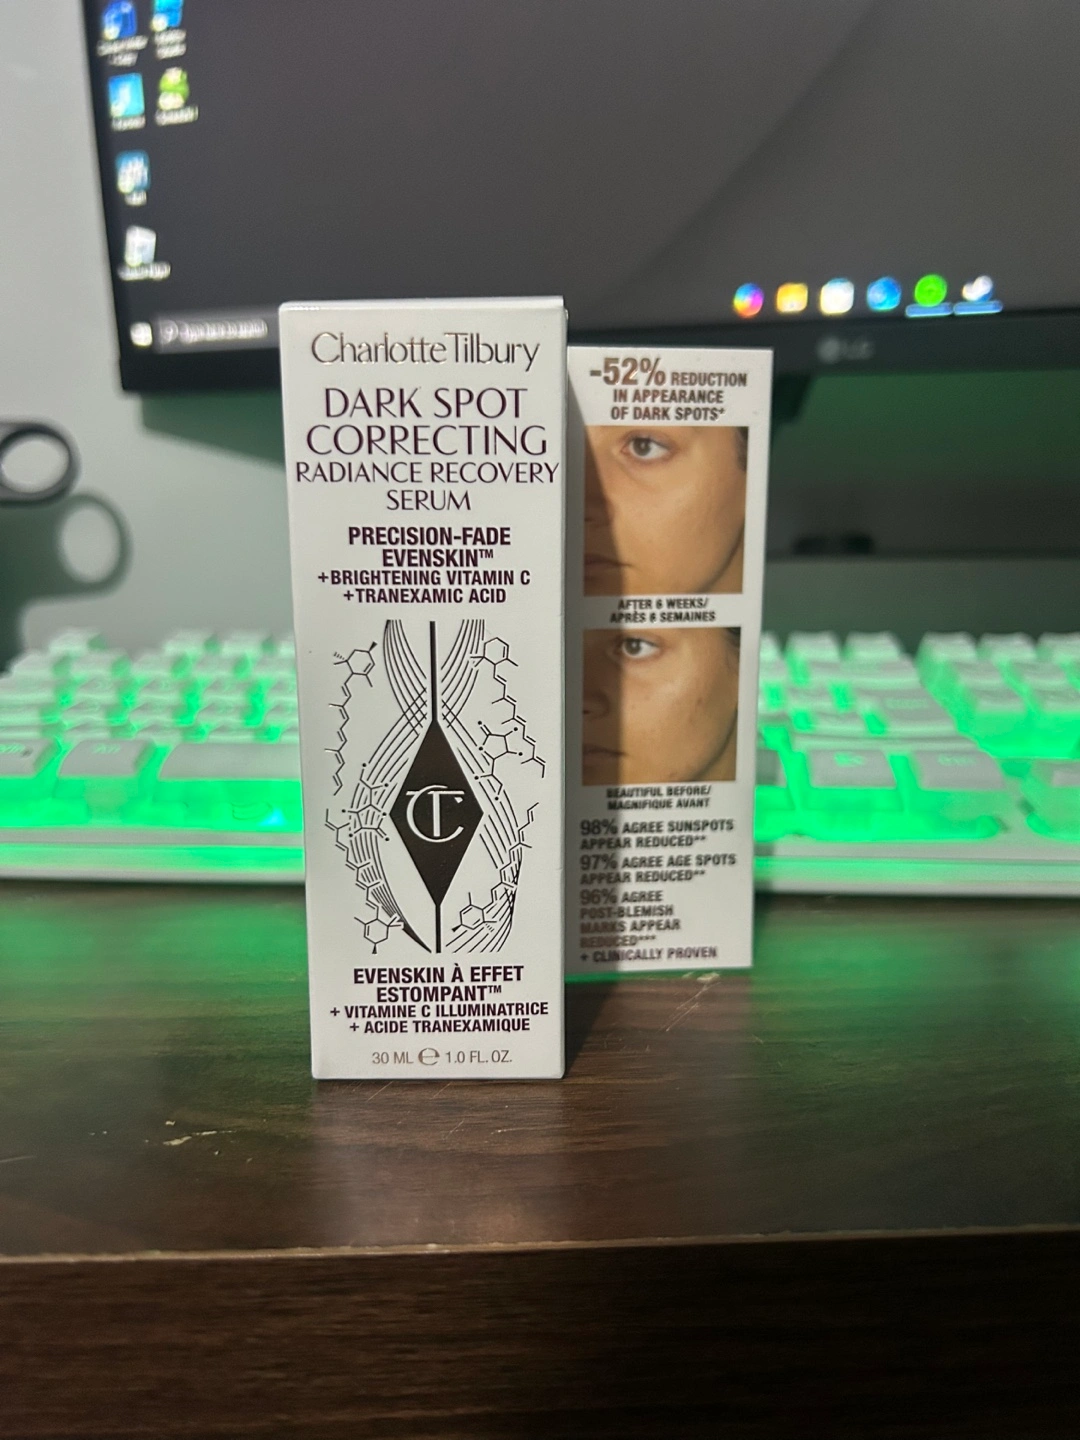 Charlotte Tilbury
DARK SPOT
CORRECTING
RADIANCE RECOVERY
SERUM
PRECISION-FADE
EVENSKIN™
+BRIGHTENING VITAMIN C
+TRANEXAMIC ACID
CT
EVENSKIN À EFFET
ESTOMPANT™
+ VITAMINE C ILLUMINATRICE
+ ACIDE TRANEXAMIQUE
30 ML ℮ 1.0 FL. OZ.
-52% REDUCTION
IN APPEARANCE
OF DARK SPOTS*
AFTER 6 WEEKS/
APRÈS 6 SEMAINES
BEAUTIFUL BEFORE/
MAGNIFIQUE AVANT
98% AGREE SUNSPOTS
APPEAR REDUCED**
97% AGREE AGE SPOTS
APPEAR REDUCED**
96% AGREE
POST-BLEMISH
MARKS APPEAR
REDUCED***
+ CLINICALLY PROVEN
LG